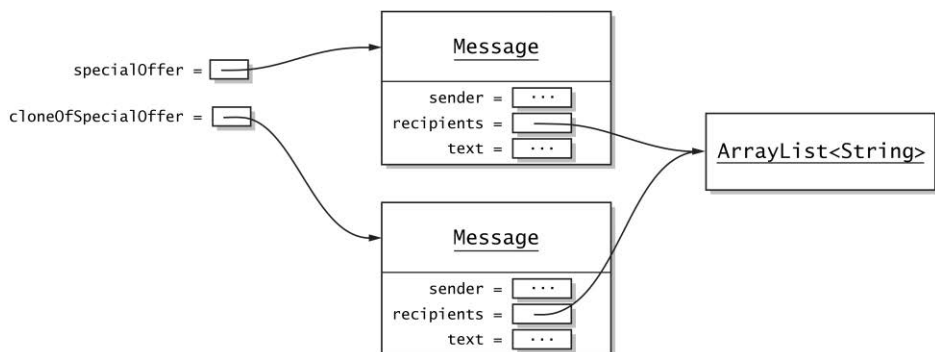 Message
specialOffer =
sender = ...
cloneOfSpecialOffer =
recipients =
text = ...
ArrayList<String>
Message
sender = ...
recipients =
text = ...